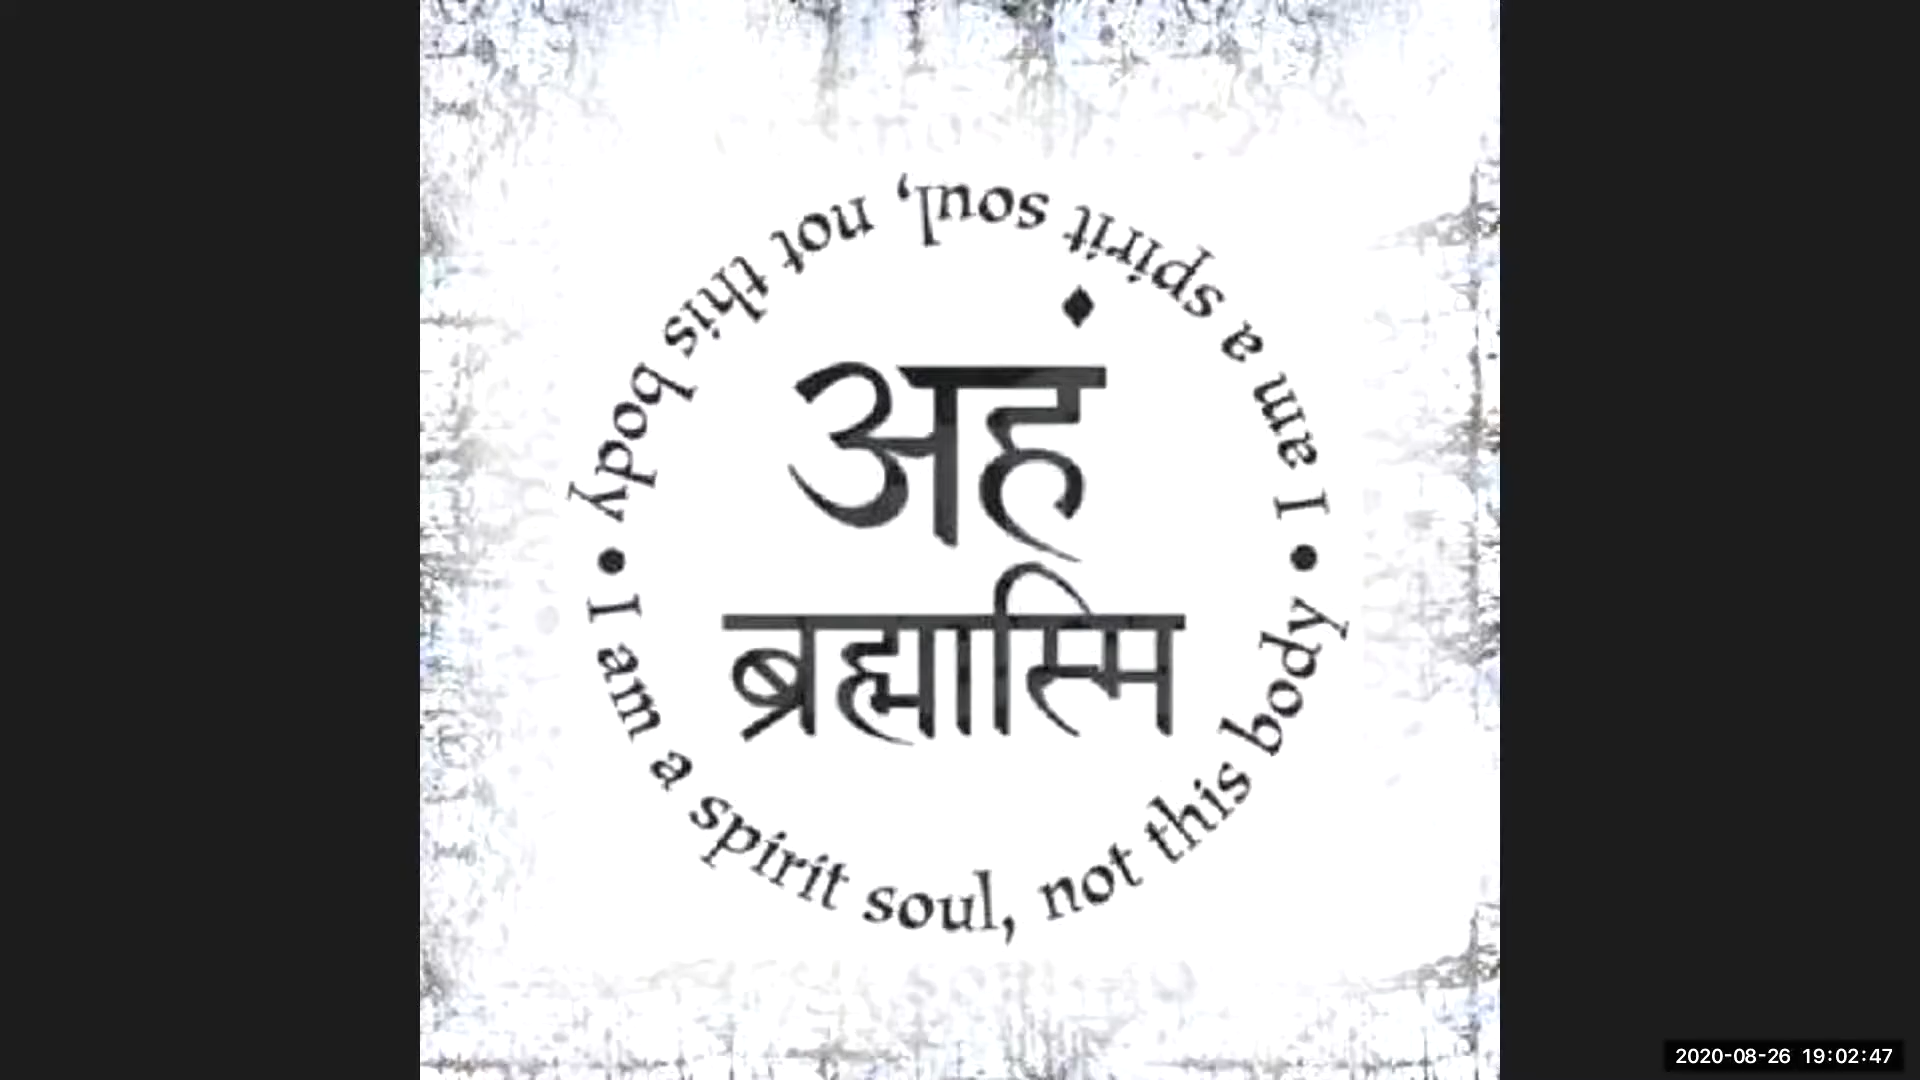 अहं
ब्रह्मास्मि
I am a spirit soul, not this body • I am a spirit soul, not this body •
2020-08-26 19:02:47